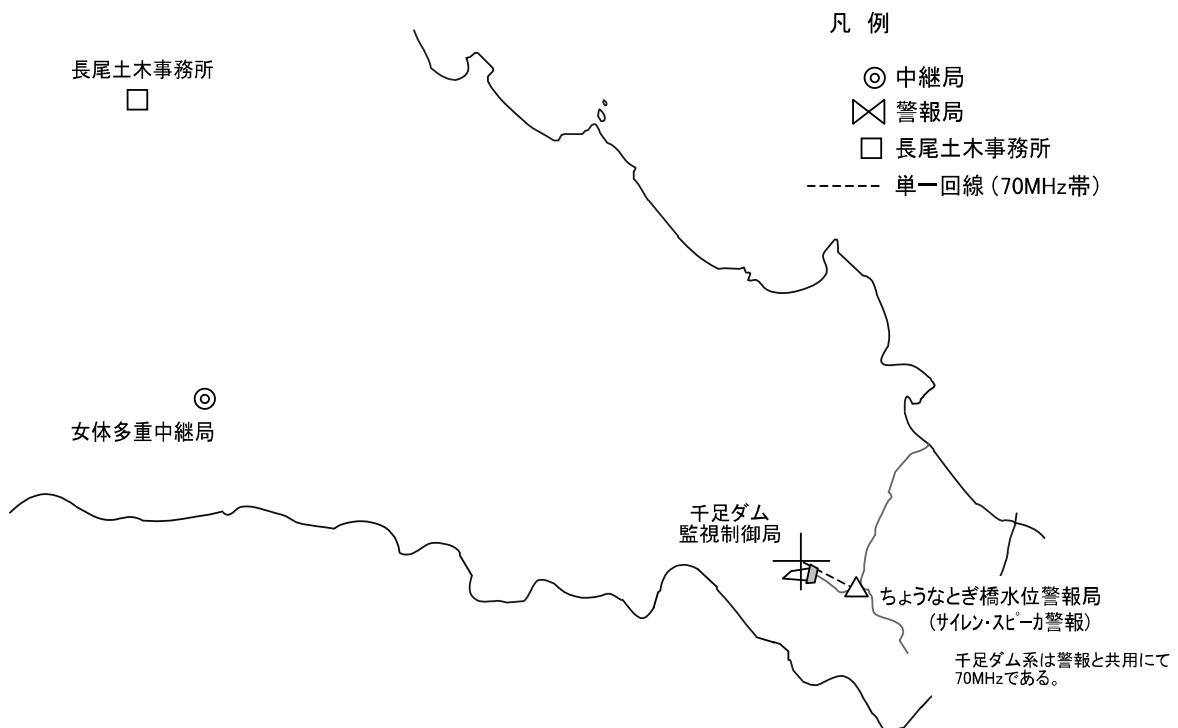 凡 例
長尾土木事務所
中継局
警報局
長尾土木事務所
単一回線（70MHz帯）
女体多重中継局
千足ダム
監視制御局
ちょうなとぎ橋水位警報局
（サイレン・スピーカ警報）
千足ダム系は警報と共用にて
70MHzである。